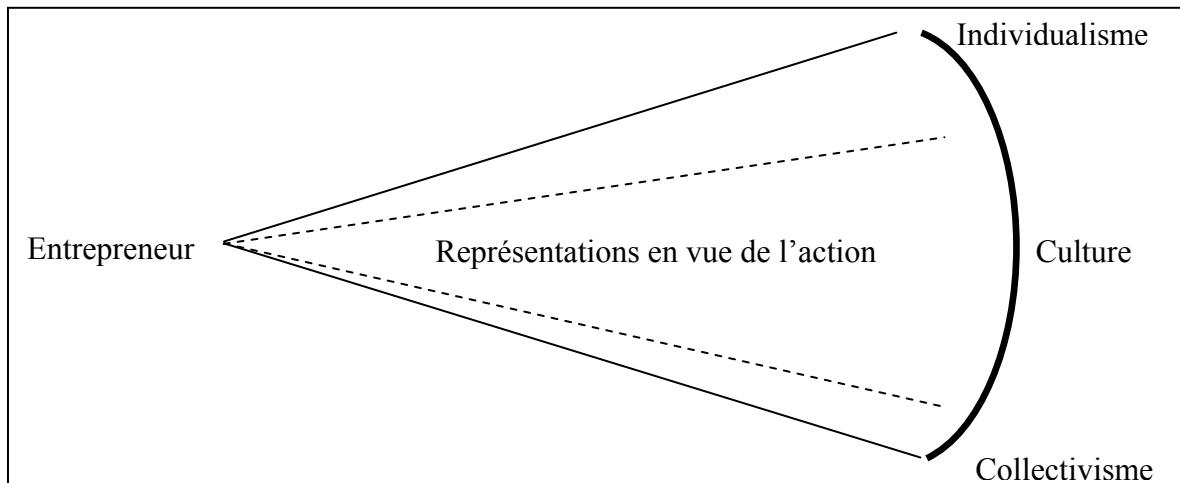 Individualisme
Entrepreneur
Représentations en vue de l’action
Culture
Collectivisme